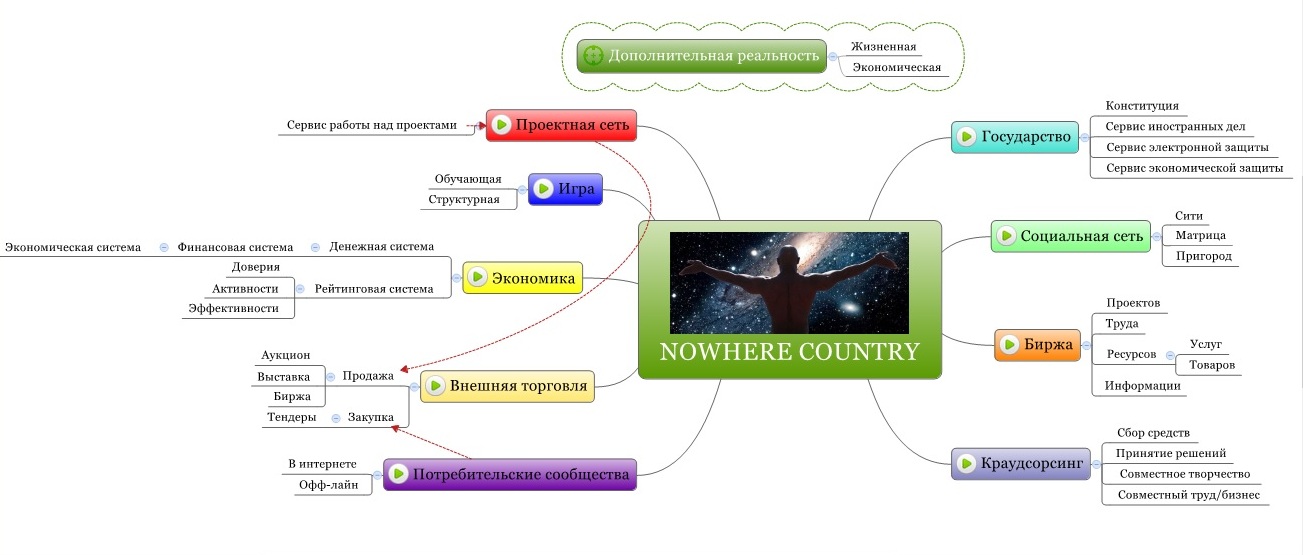 Дополнительная реальность
Жизненная
Экономическая
Проектная сеть
Сервис работы над проектами
Игра
Обучающая
Структурная
Экономика
Денежная система
Финансовая система
Экономическая система
Рейтинговая система
Доверия
Активности
Эффективности
Внешняя торговля
Продажа
Аукцион
Выставка
Биржа
Закупка
Тендеры
Потребительские сообщества
В интернете
Офф-лайн
NOWHERE COUNTRY
Государство
Конституция
Сервис иностранных дел
Сервис электронной защиты
Сервис экономической защиты
Социальная сеть
Сити
Матрица
Пригород
Биржа
Проектов
Труда
Ресурсов
Услуг
Товаров
Информации
Краудсорсинг
Сбор средств
Принятие решений
Совместное творчество
Совместный труд/бизнес